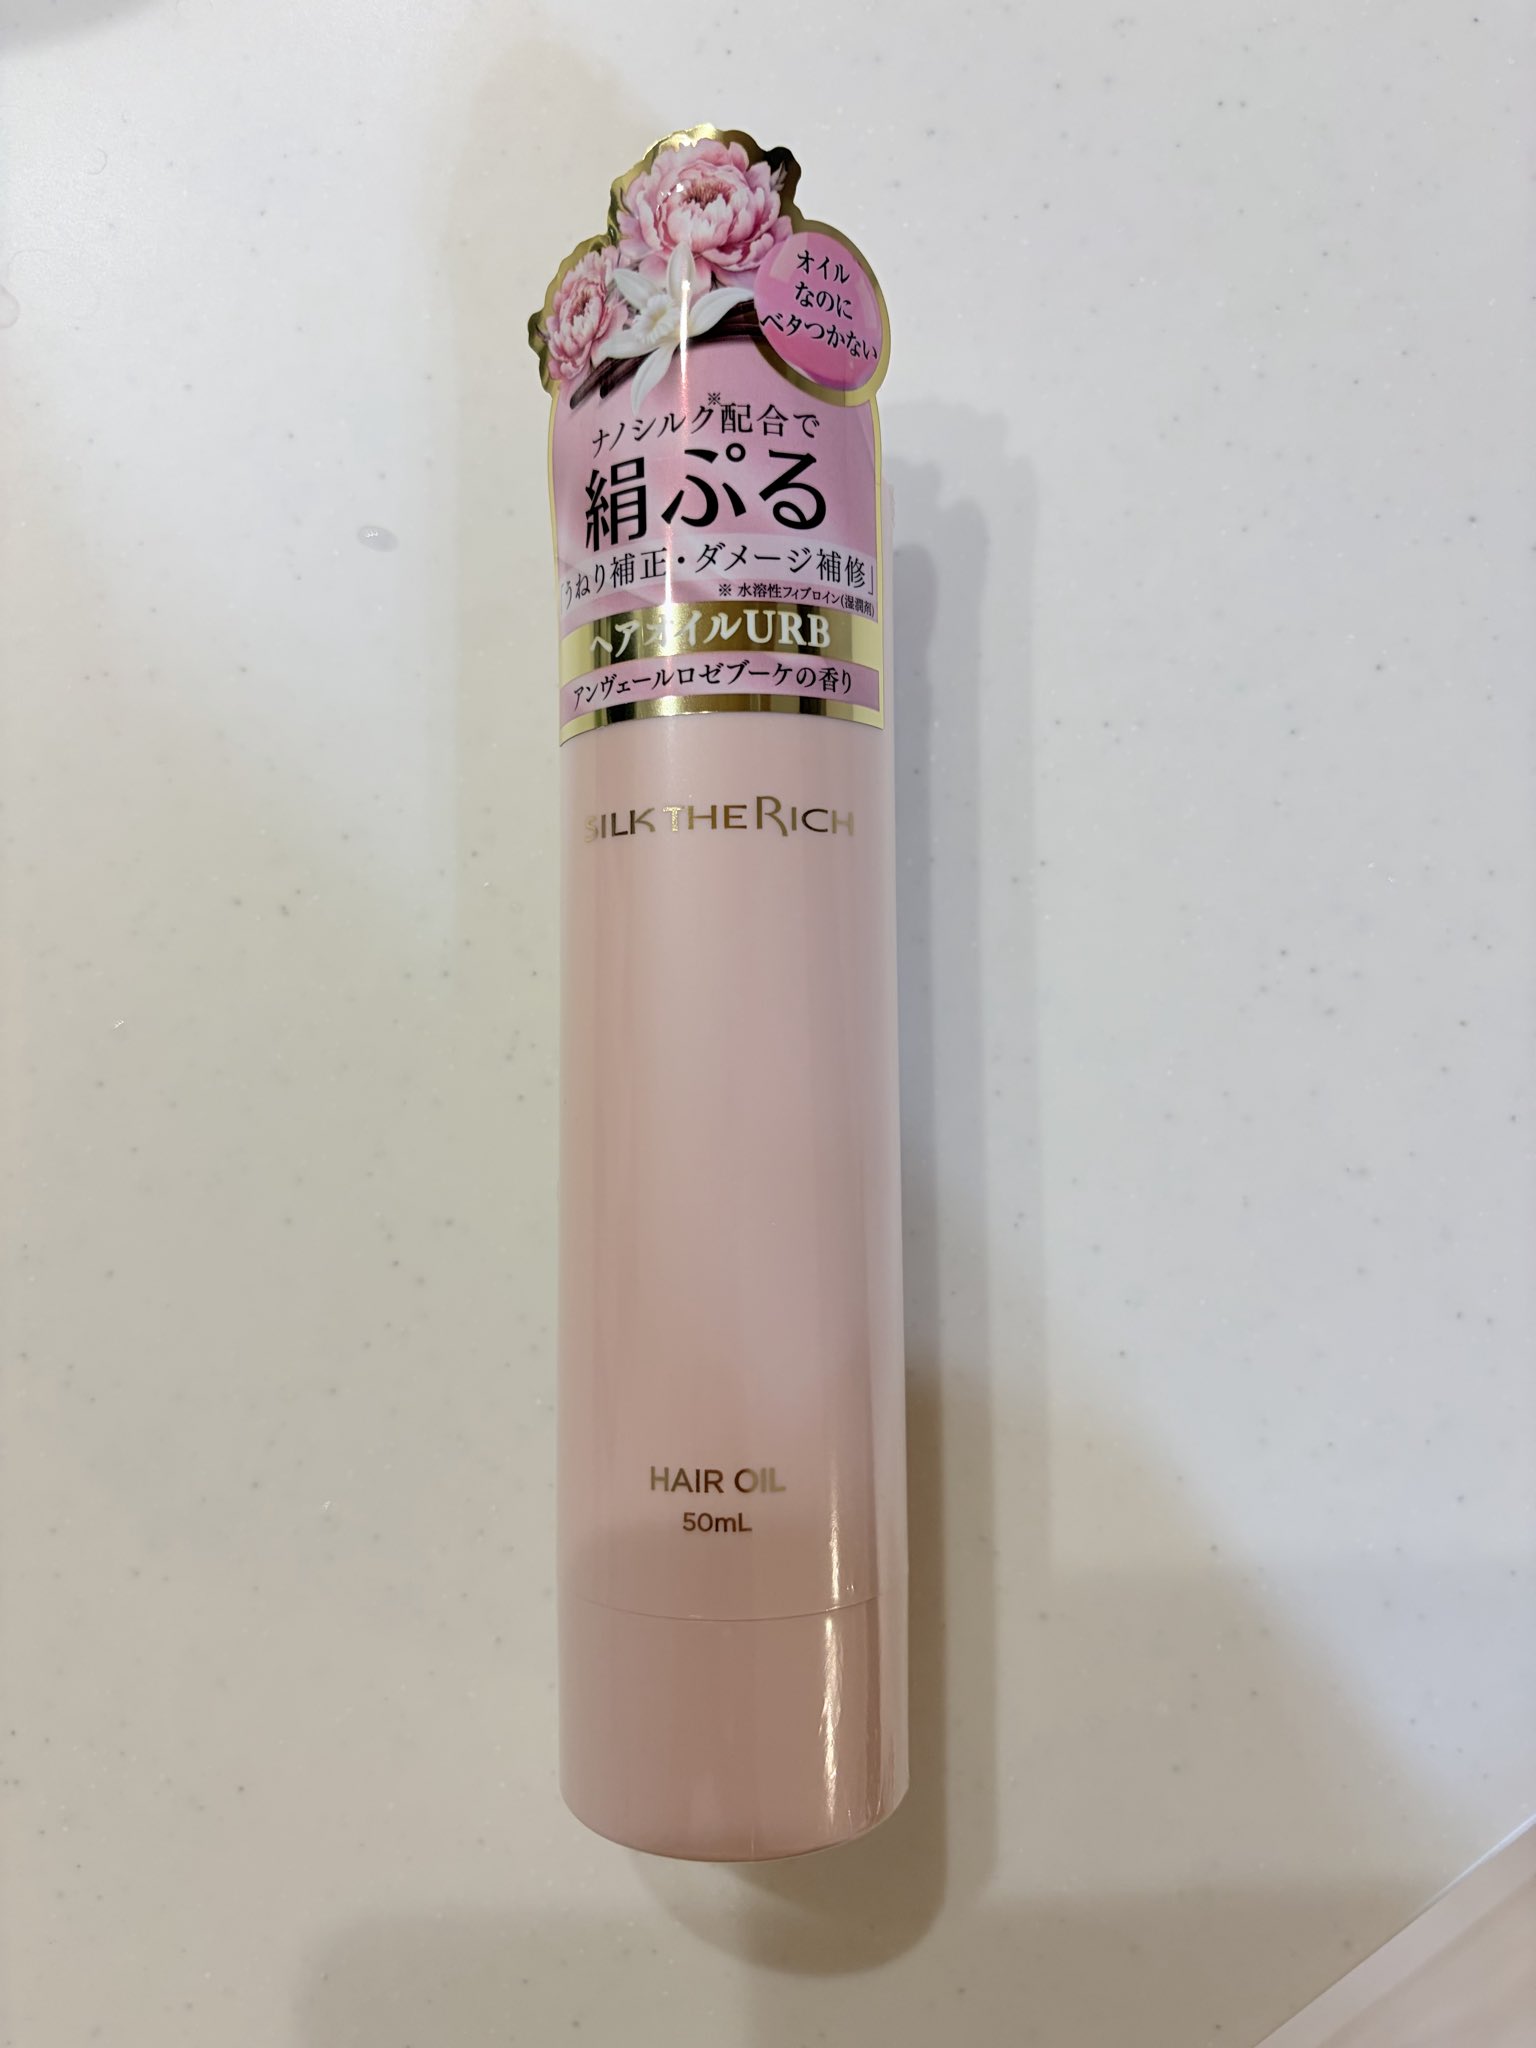 オイル
なのに
ベタつかない
ナノシルク※配合で
絹ぷる
「うねり補正・ダメージ補修」
※ 水溶性フィブロイン(湿潤剤)
ヘアオイルURB
アンヴェールロゼブーケの香り
SILK THE RICH
HAIR OIL
50mL